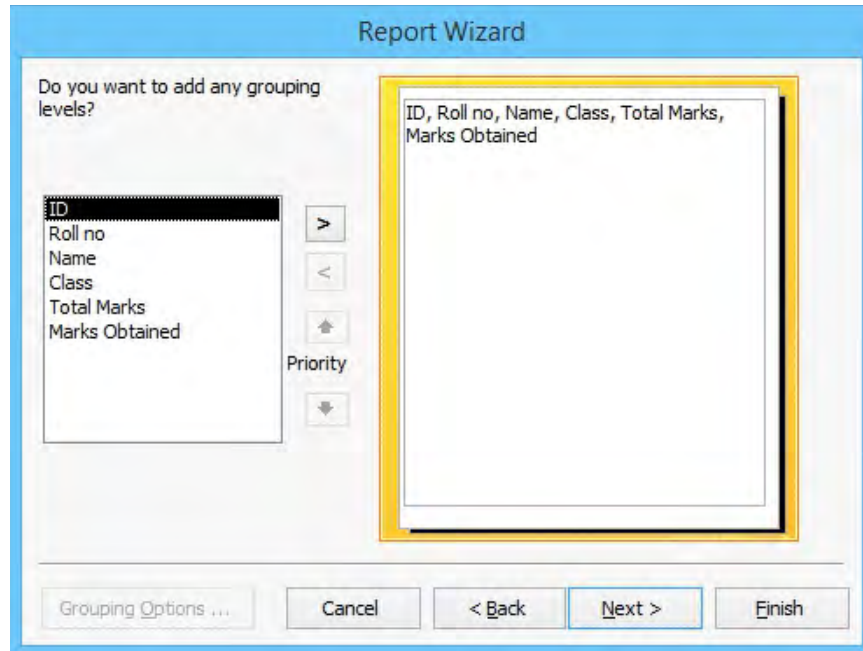 Report Wizard
Do you want to add any grouping
levels?
ID
Roll no
Name
Class
Total Marks
Marks Obtained
>
<
Priority
ID, Roll no, Name, Class, Total Marks,
Marks Obtained
Grouping Options ...
Cancel
< Back
Next >
Finish